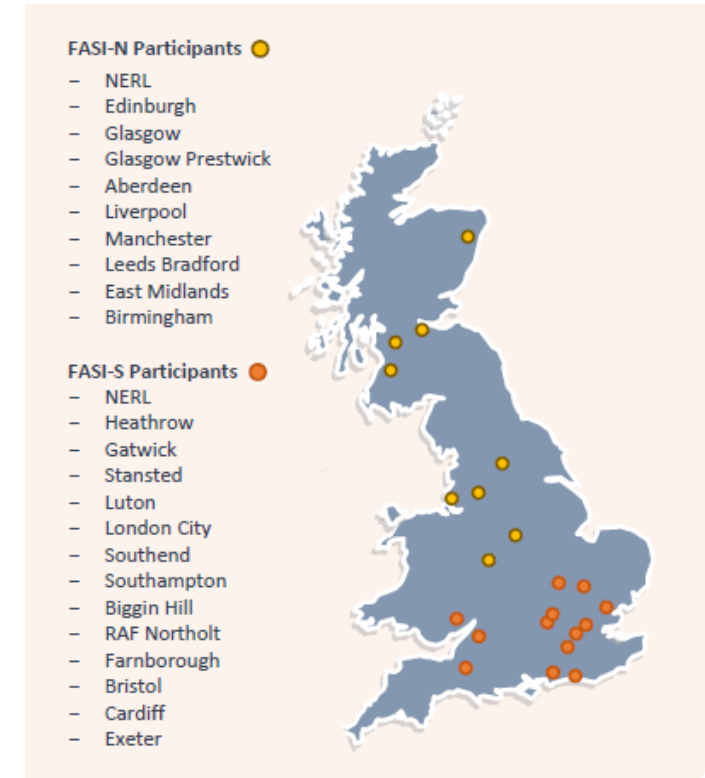 FASI-N Participants
– NERL
– Edinburgh
– Glasgow
– Glasgow Prestwick
– Aberdeen
– Liverpool
– Manchester
– Leeds Bradford
– East Midlands
– Birmingham
FASI-S Participants
– NERL
– Heathrow
– Gatwick
– Stansted
– Luton
– London City
– Southend
– Southampton
– Biggin Hill
– RAF Northolt
– Farnborough
– Bristol
– Cardiff
– Exeter